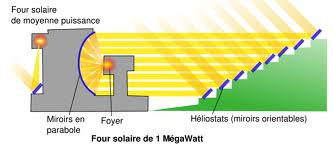 Four solaire
de moyenne puissance
Miroirs en
parabole
Foyer
Héliostats (miroirs orientables)
Four solaire de 1 MégaWatt